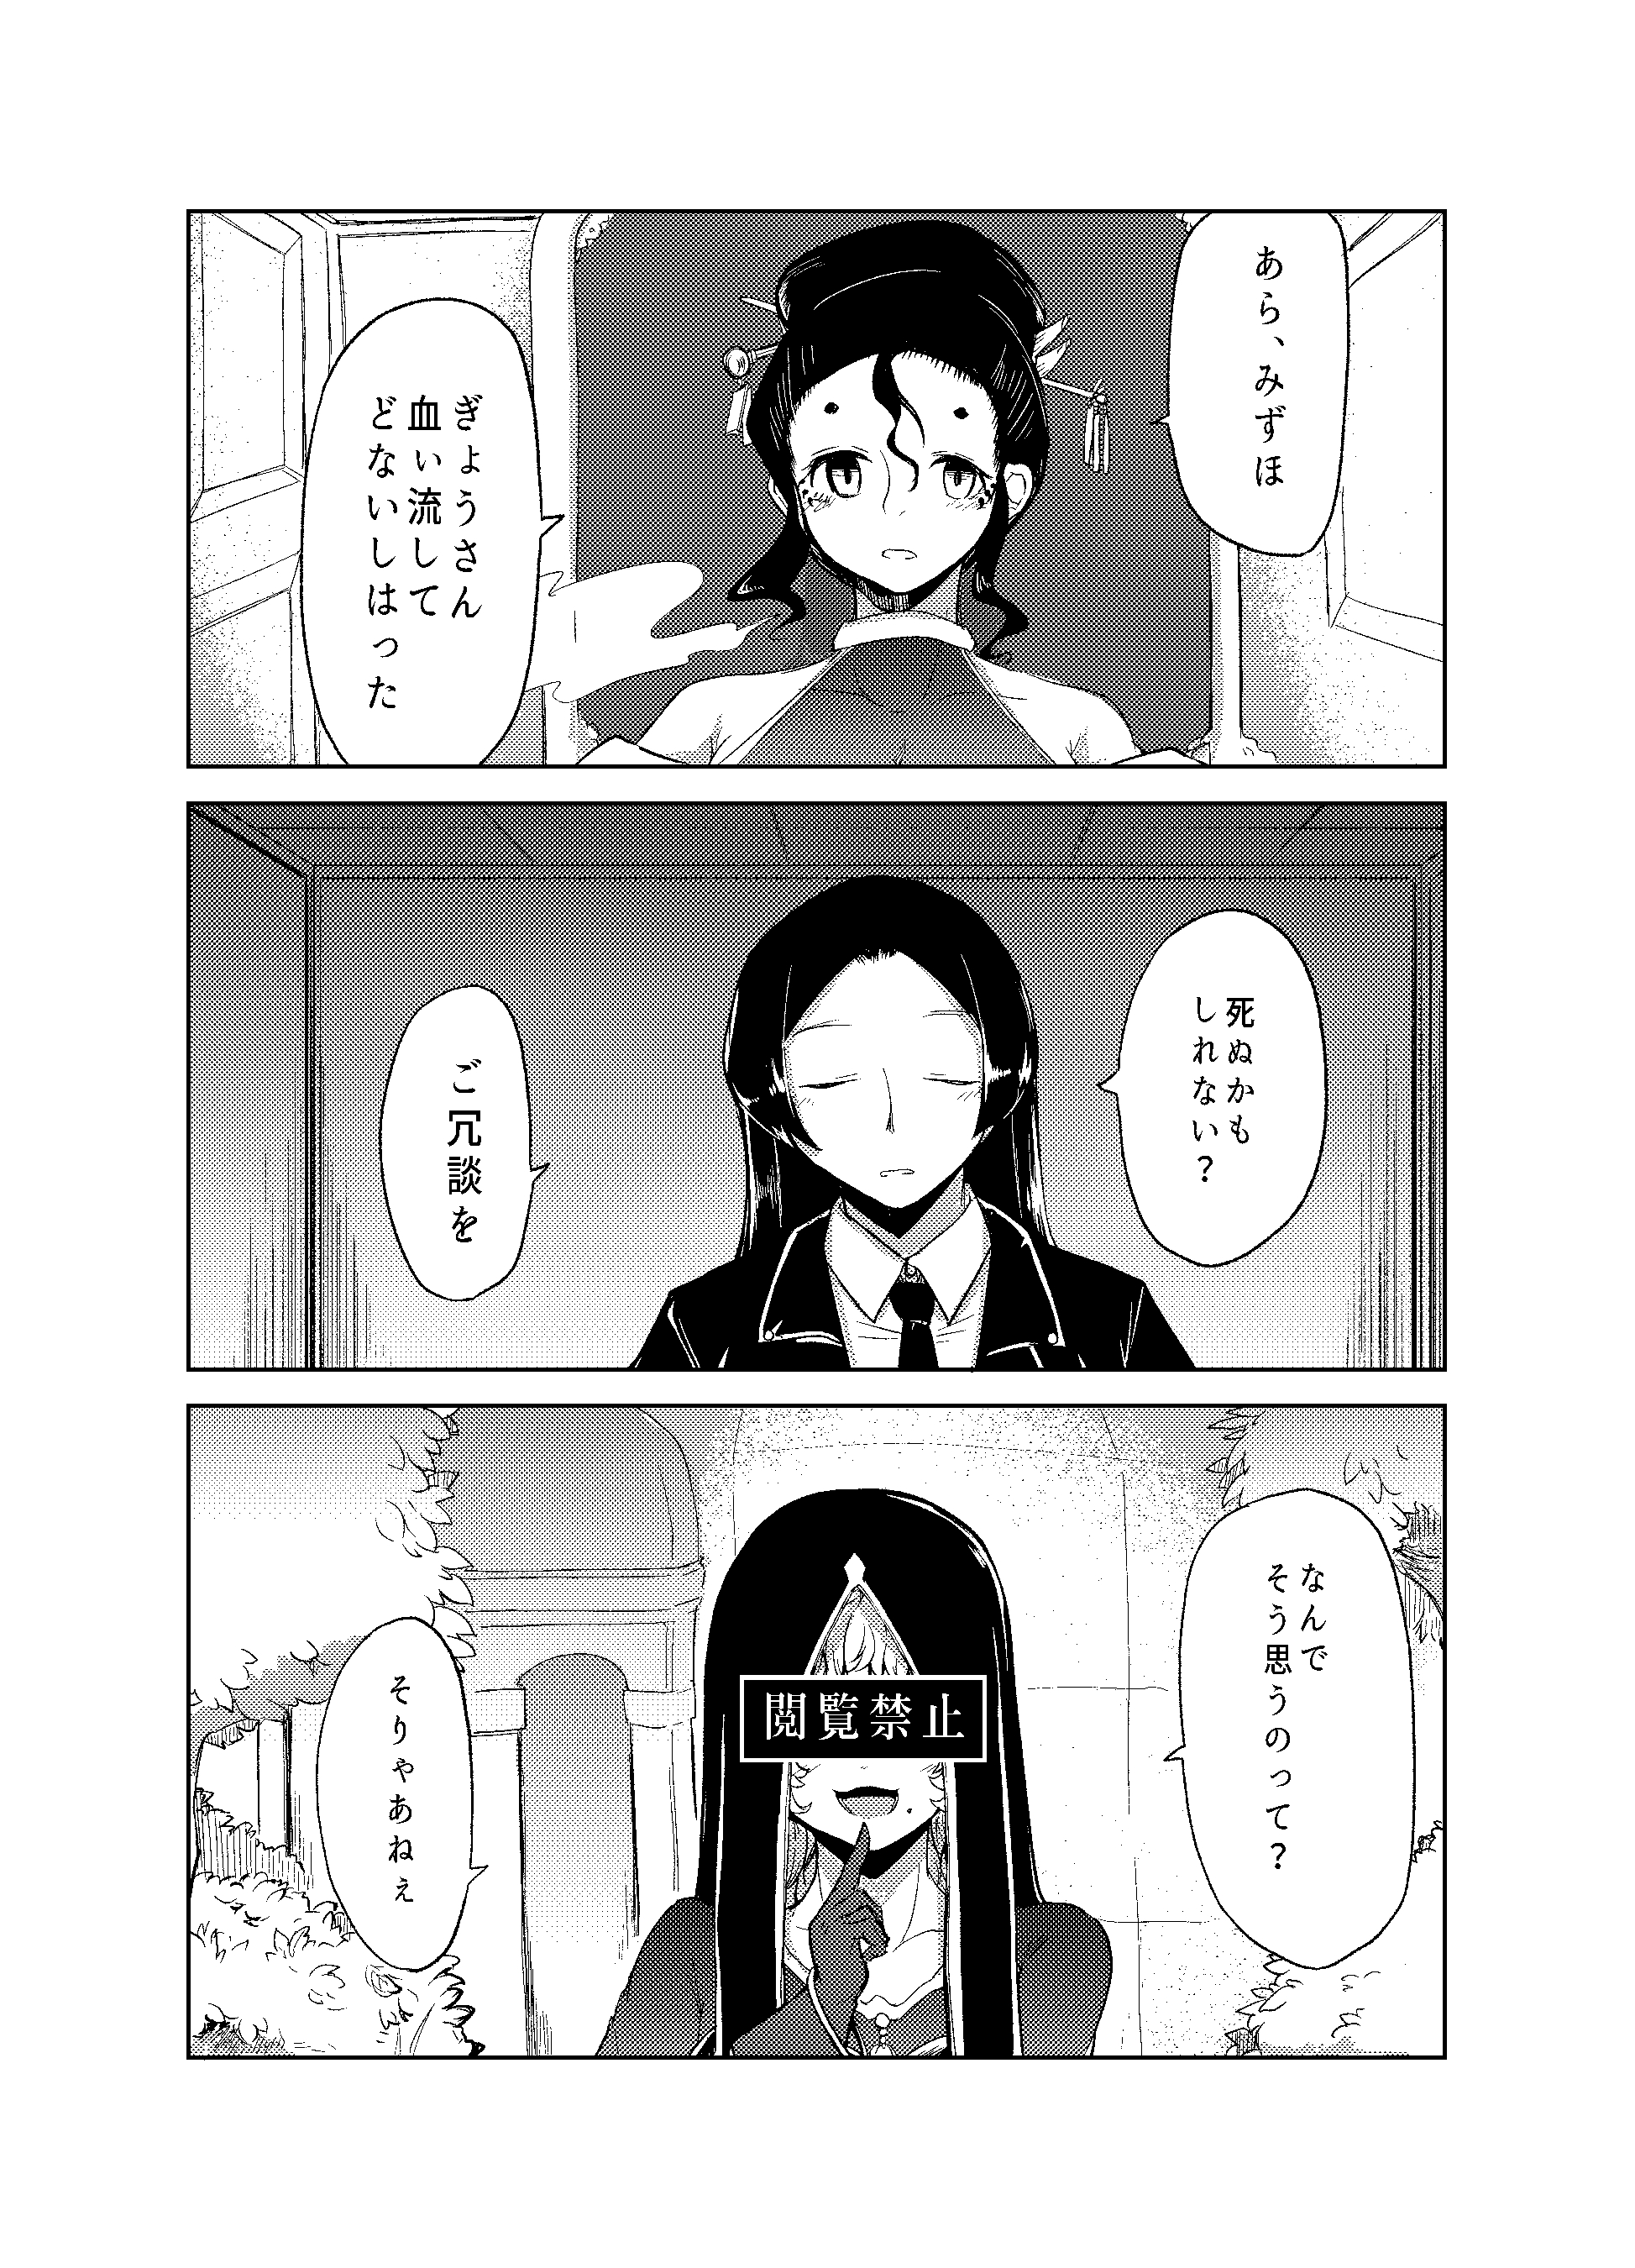 あら、みずほ
ぎょうさん
血ぃ流して
どないしはった
死ぬかも
しれない？
ご冗談を
なんで
そう思うのって？
閲覧禁止
そりゃあねぇ